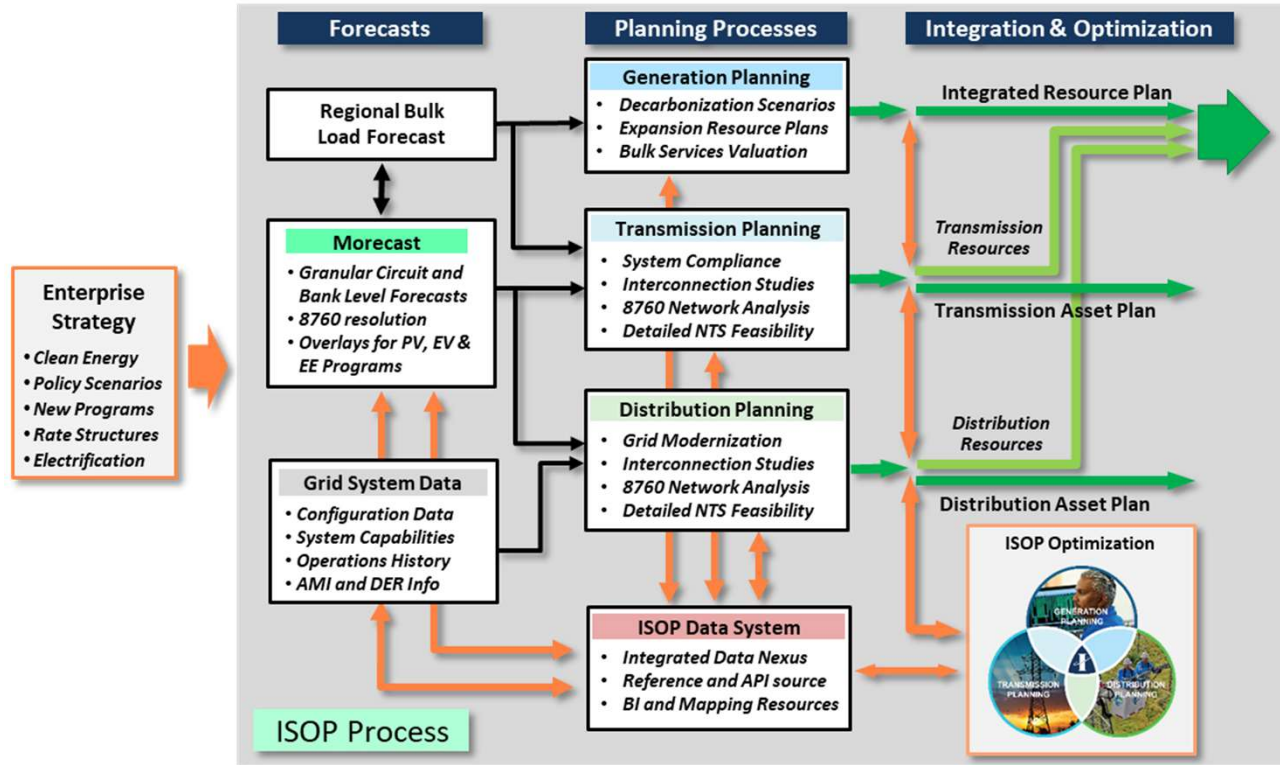 Forecasts
Planning Processes
Integration & Optimization
Enterprise
Strategy
• Clean Energy
• Policy Scenarios
• New Programs
• Rate Structures
• Electrification
Regional Bulk
Load Forecast
Morecast
• Granular Circuit and
Bank Level Forecasts
• 8760 resolution
• Overlays for PV, EV &
EE Programs
Grid System Data
• Configuration Data
• System Capabilities
• Operations History
• AMI and DER Info
Generation Planning
• Decarbonization Scenarios
• Expansion Resource Plans
• Bulk Services Valuation
Transmission Planning
• System Compliance
• Interconnection Studies
• 8760 Network Analysis
• Detailed NTS Feasibility
Distribution Planning
• Grid Modernization
• Interconnection Studies
• 8760 Network Analysis
• Detailed NTS Feasibility
ISOP Data System
• Integrated Data Nexus
• Reference and API source
• BI and Mapping Resources
Integrated Resource Plan
Transmission
Resources
Transmission Asset Plan
Distribution
Resources
Distribution Asset Plan
ISOP Optimization
GENERATION
PLANNING
TRANSMISSION
PLANNING
DISTRIBUTION
PLANNING
I
ISOP Process